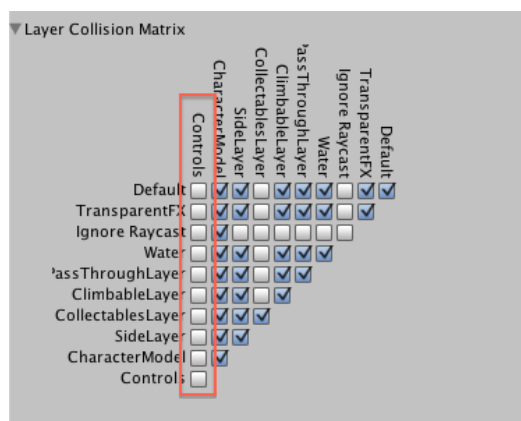 Layer Collision Matrix
Controls
CharacterModel
SideLayer
CollectablesLayer
ClimbableLayer
PassThroughLayer
Water
Ignore Raycast
TransparentFX
Default
Default
TransparentFX
Ignore Raycast
Water
PassThroughLayer
ClimbableLayer
CollectablesLayer
SideLayer
CharacterModel
Controls